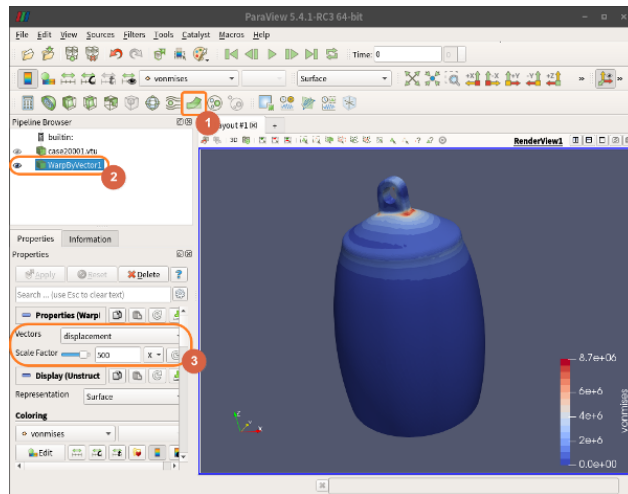 ParaView 5.4.1-RC3 64-bit
File Edit View Sources Filters Tools Catalyst Macros Help
Time: 0
vonmises Surface
1
Pipeline Browser
builtin:
case20001.vtu
WarpByVector1
2
ayout #1
3D
RenderView1
Properties Information
Properties
Apply Reset Delete ?
Search ... (use Esc to clear text)
Properties (Warpl
Vectors displacement
Scale Factor 500 X
3
Display (Unstruct
Representation Surface
Coloring
vonmises
Edit
Z
Y
X
8.7e+06
6e+6
4e+6
2e+6
0.0e+00
vonmises